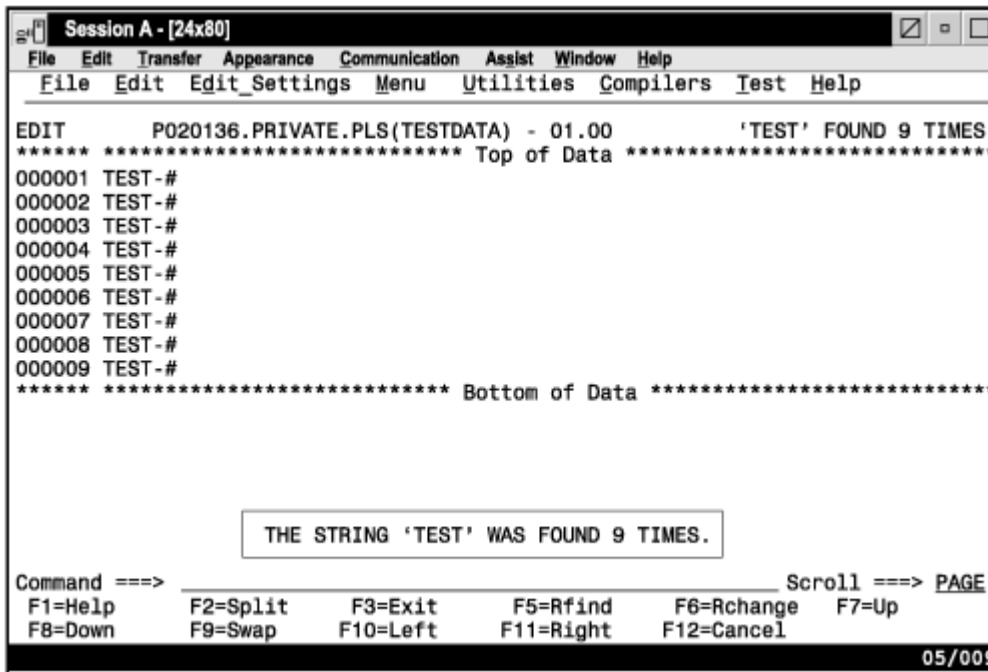 Session A - [24x80]
File Edit Transfer Appearance Communication Assist Window Help
File Edit Edit_Settings Menu Utilities Compilers Test Help
EDIT P020136.PRIVATE.PLS(TESTDATA) - 01.00 'TEST' FOUND 9 TIMES
****** ***************************** Top of Data ******************************
000001 TEST-#
000002 TEST-#
000003 TEST-#
000004 TEST-#
000005 TEST-#
000006 TEST-#
000007 TEST-#
000008 TEST-#
000009 TEST-#
****** **************************** Bottom of Data ****************************
THE STRING ‘TEST’ WAS FOUND 9 TIMES.
Command ===> Scroll ===> PAGE
F1=Help F2=Split F3=Exit F5=Rfind F6=Rchange F7=Up
F8=Down F9=Swap F10=Left F11=Right F12=Cancel
05/009